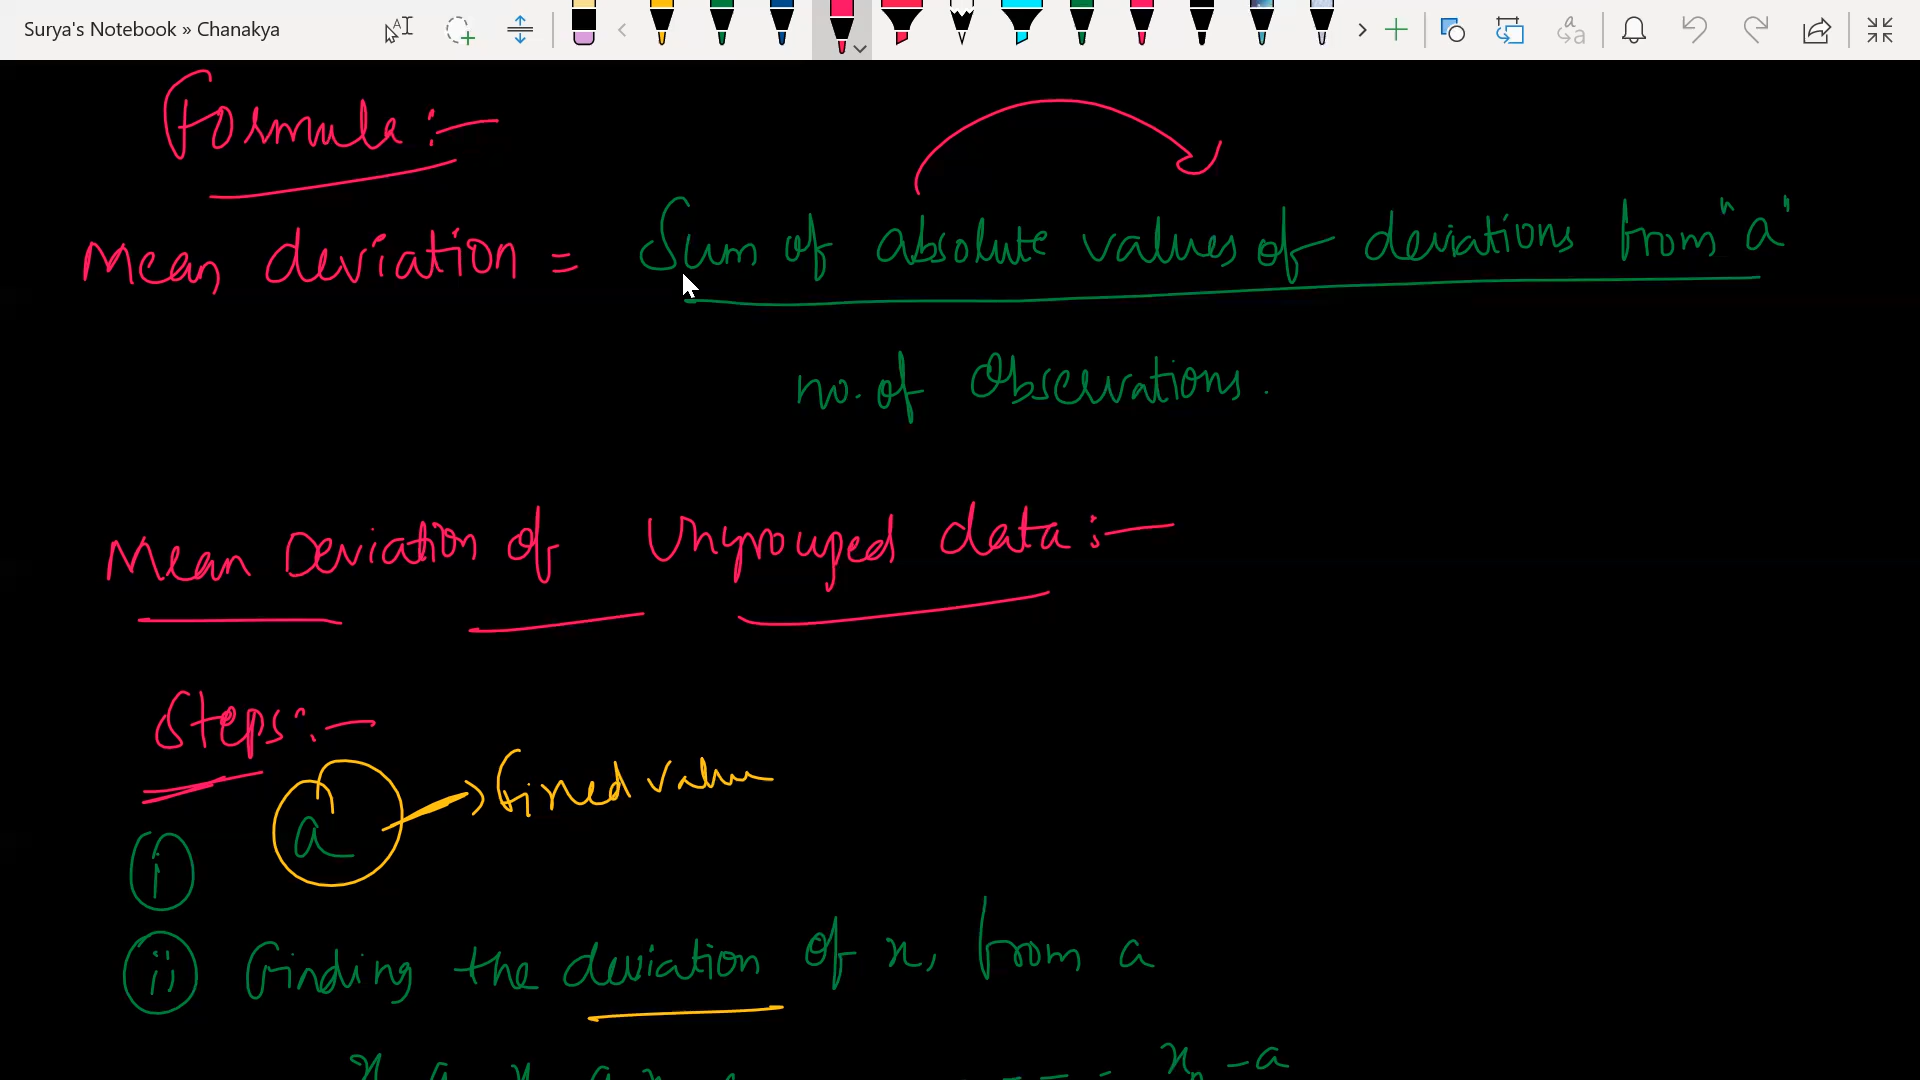 Surya's Notebook » Chanakya
Formula :-
Mean deviation = Sum of absolute values of deviations from "a"
no. of Observations.
Mean Deviation of Ungrouped data :-
Steps :-
a → Fixed value
i
ii Finding the deviation of x, from a
xn - a